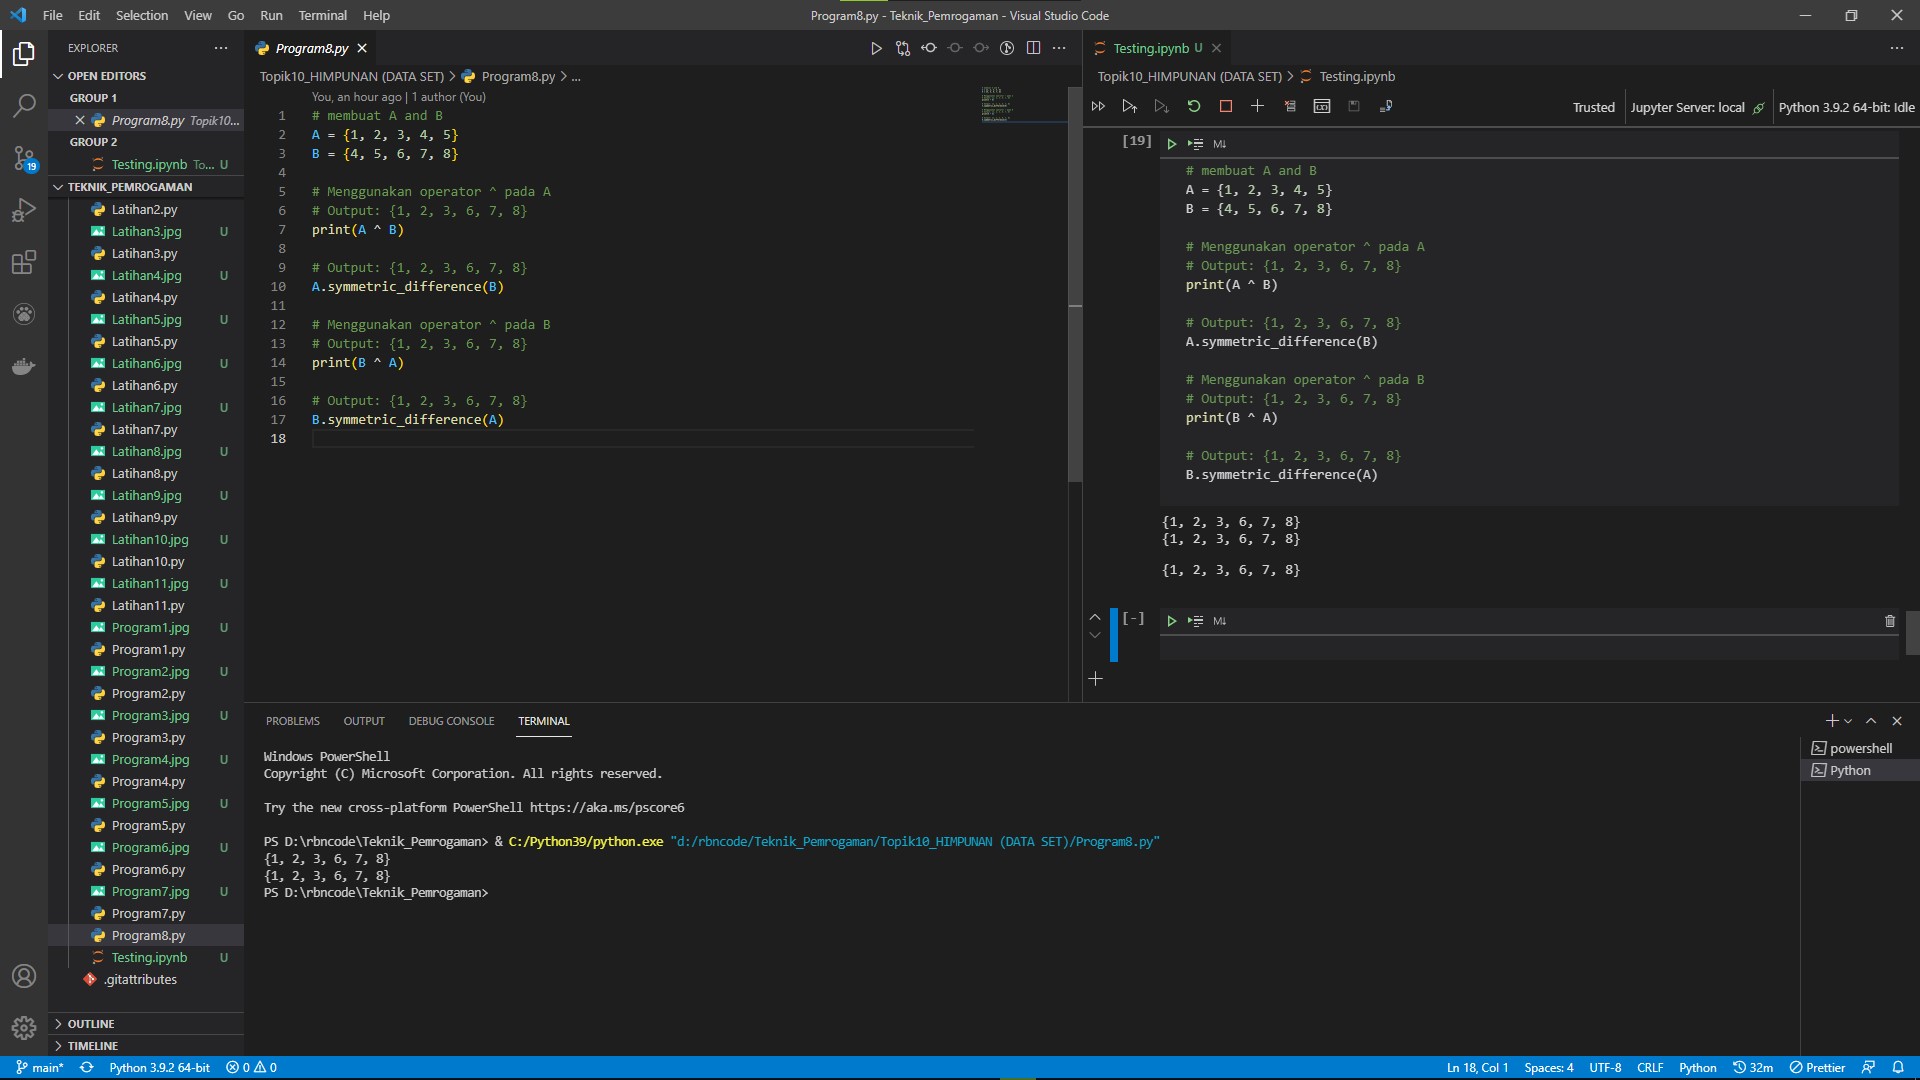 File Edit Selection View Go Run Terminal Help
Program8.py - Teknik_Pemrogaman - Visual Studio Code
EXPLORER
OPEN EDITORS
GROUP 1
Program8.py Topik10...
GROUP 2
Testing.ipynb To... U
TEKNIK_PEMROGAMAN
Latihan2.py
Latihan3.jpg U
Latihan3.py
Latihan4.jpg U
Latihan4.py
Latihan5.jpg U
Latihan5.py
Latihan6.jpg U
Latihan6.py
Latihan7.jpg U
Latihan7.py
Latihan8.jpg U
Latihan8.py
Latihan9.jpg U
Latihan9.py
Latihan10.jpg U
Latihan10.py
Latihan11.jpg U
Latihan11.py
Program1.jpg U
Program1.py
Program2.jpg U
Program2.py
Program3.jpg U
Program3.py
Program4.jpg U
Program4.py
Program5.jpg U
Program5.py
Program6.jpg U
Program6.py
Program7.jpg U
Program7.py
Program8.py
Testing.ipynb U
.gitattributes
OUTLINE
TIMELINE
19
Program8.py
Topik10_HIMPUNAN (DATA SET) > Program8.py > ...
You, an hour ago | 1 author (You)
1 # membuat A and B
2 A = {1, 2, 3, 4, 5}
3 B = {4, 5, 6, 7, 8}
4
5 # Menggunakan operator ^ pada A
6 # Output: {1, 2, 3, 6, 7, 8}
7 print(A ^ B)
8
9 # Output: {1, 2, 3, 6, 7, 8}
10 A.symmetric_difference(B)
11
12 # Menggunakan operator ^ pada B
13 # Output: {1, 2, 3, 6, 7, 8}
14 print(B ^ A)
15
16 # Output: {1, 2, 3, 6, 7, 8}
17 B.symmetric_difference(A)
18
Testing.ipynb U
Topik10_HIMPUNAN (DATA SET) > Testing.ipynb
Trusted Jupyter Server: local Python 3.9.2 64-bit: Idle
[19] M↓
# membuat A and B
A = {1, 2, 3, 4, 5}
B = {4, 5, 6, 7, 8}
# Menggunakan operator ^ pada A
# Output: {1, 2, 3, 6, 7, 8}
print(A ^ B)
# Output: {1, 2, 3, 6, 7, 8}
A.symmetric_difference(B)
# Menggunakan operator ^ pada B
# Output: {1, 2, 3, 6, 7, 8}
print(B ^ A)
# Output: {1, 2, 3, 6, 7, 8}
B.symmetric_difference(A)
{1, 2, 3, 6, 7, 8}
{1, 2, 3, 6, 7, 8}
{1, 2, 3, 6, 7, 8}
[-] M↓
PROBLEMS OUTPUT DEBUG CONSOLE TERMINAL
Windows PowerShell
Copyright (C) Microsoft Corporation. All rights reserved.
Try the new cross-platform PowerShell https://aka.ms/pscore6
PS D:\rbncode\Teknik_Pemrogaman> & C:/Python39/python.exe "d:/rbncode/Teknik_Pemrogaman/Topik10_HIMPUNAN (DATA SET)/Program8.py"
{1, 2, 3, 6, 7, 8}
{1, 2, 3, 6, 7, 8}
PS D:\rbncode\Teknik_Pemrogaman>
powershell
Python
main* Python 3.9.2 64-bit 0 0 Ln 18, Col 1 Spaces: 4 UTF-8 CRLF Python 32m Prettier